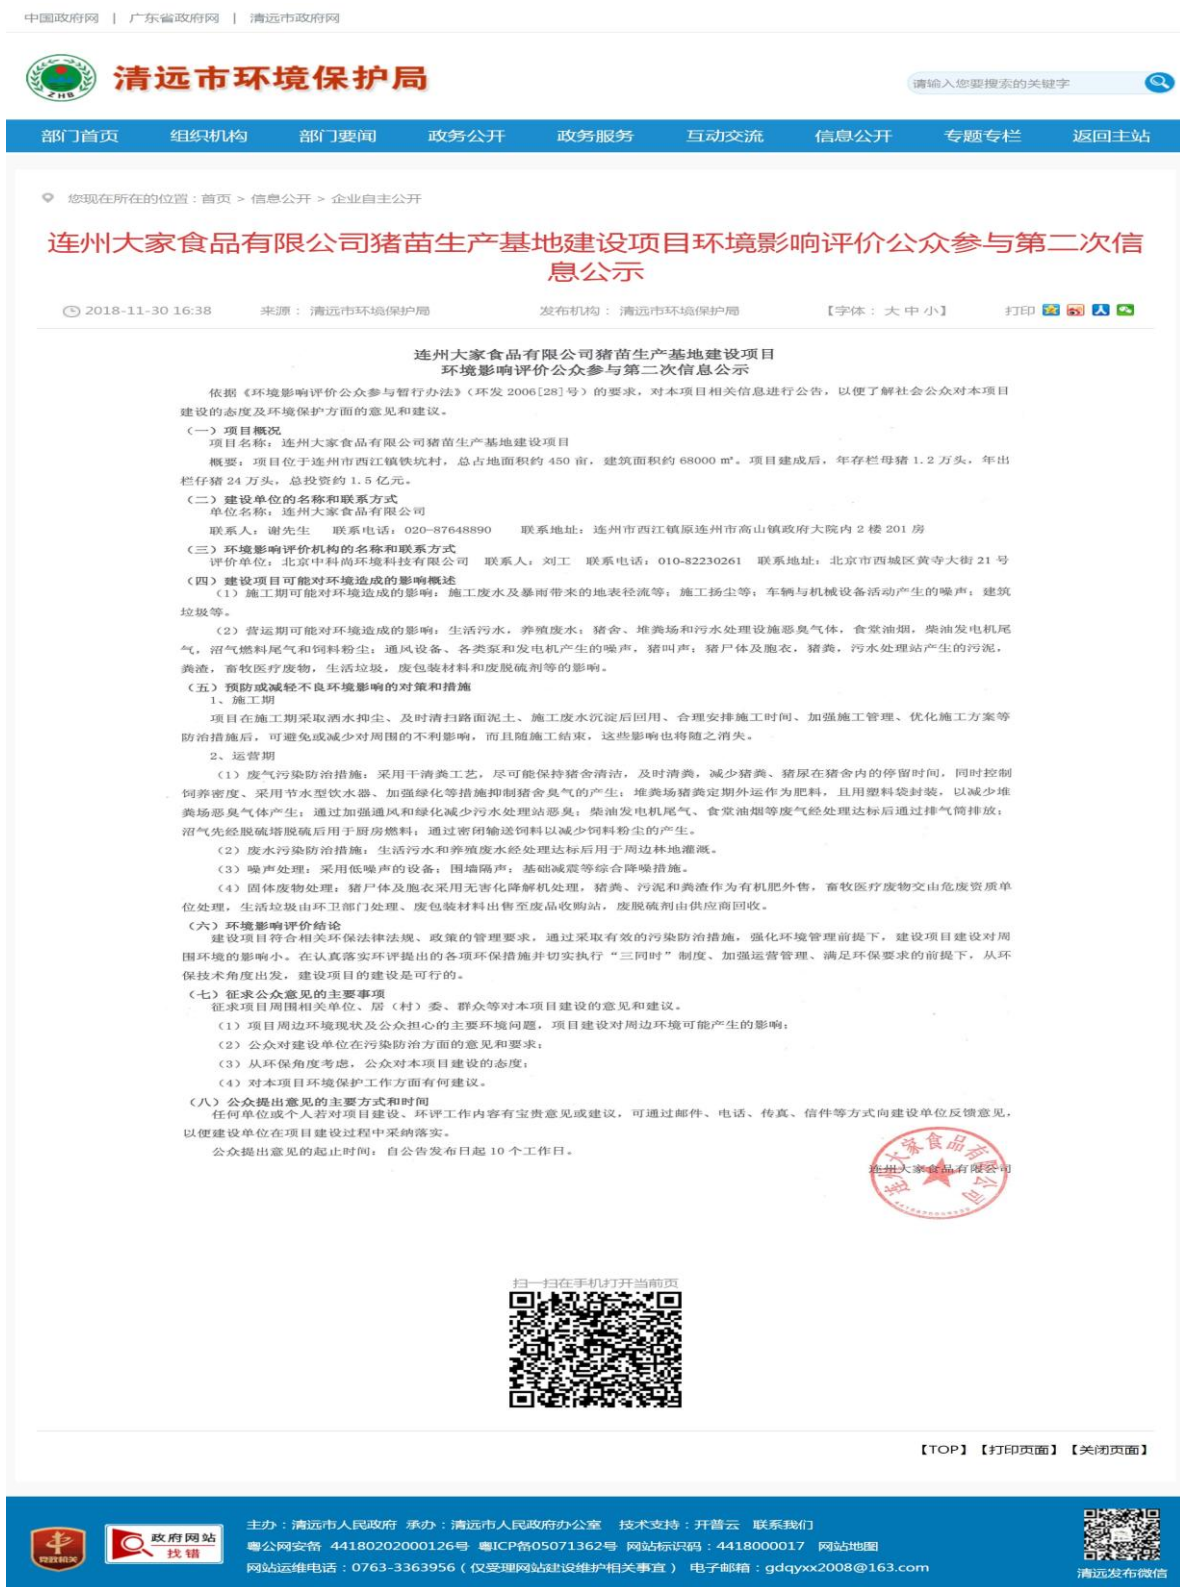 中国政府网 | 广东省政府网 | 清远市政府网
ZHB
清远市环境保护局
请输入您要搜索的关键字
部门首页 组织机构 部门要闻 政务公开 政务服务 互动交流 信息公开 专题专栏 返回主站
您现在所在的位置：首页 > 信息公开 > 企业自主公开
连州大家食品有限公司猪苗生产基地建设项目环境影响评价公众参与第二次信
息公示
2018-11-30 16:38 来源： 清远市环境保护局 发布机构： 清远市环境保护局 【字体： 大 中 小】 打印
连州大家食品有限公司猪苗生产基地建设项目
环境影响评价公众参与第二次信息公示
依据《环境影响评价公众参与暂行办法》（环发 2006[28]号）的要求，对本项目相关信息进行公告，以便了解社会公众对本项目
建设的态度及环境保护方面的意见和建议。
（一）项目概况
项目名称：连州大家食品有限公司猪苗生产基地建设项目
概要：项目位于连州市西江镇铁坑村，总占地面积约 450 亩，建筑面积约 68000 m²。项目建成后，年存栏母猪 1.2 万头，年出
栏仔猪 24 万头，总投资约 1.5 亿元。
（二）建设单位的名称和联系方式
单位名称：连州大家食品有限公司
联系人：谢先生 联系电话：020-87648890 联系地址：连州市西江镇原连州市高山镇政府大院内 2 楼 201 房
（三）环境影响评价机构的名称和联系方式
评价单位：北京中科尚环境科技有限公司 联系人：刘工 联系电话：010-82230261 联系地址：北京市西城区黄寺大街 21 号
（四）建设项目可能对环境造成的影响概述
（1）施工期可能对环境造成的影响：施工废水及暴雨带来的地表径流等；施工扬尘等；车辆与机械设备活动产生的噪声；建筑
垃圾等。
（2）营运期可能对环境造成的影响：生活污水，养殖废水；猪舍、堆粪场和污水处理设施恶臭气体，食堂油烟，柴油发电机尾
气，沼气燃料尾气和饲料粉尘；通风设备、各类泵和发电机产生的噪声，猪叫声；猪尸体及胞衣，猪粪，污水处理站产生的污泥，
粪渣，畜牧医疗废物，生活垃圾，废包装材料和废脱硫剂等的影响。
（五）预防或减轻不良环境影响的对策和措施
1、施工期
项目在施工期采取洒水抑尘、及时清扫路面泥土、施工废水沉淀后回用、合理安排施工时间、加强施工管理、优化施工方案等
防治措施后，可避免或减少对周围的不利影响，而且随施工结束，这些影响也将随之消失。
2、运营期
（1）废气污染防治措施：采用干清粪工艺，尽可能保持猪舍清洁，及时清粪，减少猪粪、猪尿在猪舍内的停留时间，同时控制
饲养密度、采用节水型饮水器、加强绿化等措施抑制猪舍臭气的产生；堆粪场猪粪定期外运作为肥料，且用塑料袋封装，以减少堆
粪场恶臭气体产生；通过加强通风和绿化减少污水处理站恶臭；柴油发电机尾气、食堂油烟等废气经处理达标后通过排气筒排放；
沼气先经脱硫塔脱硫后用于厨房燃料；通过密闭输送饲料以减少饲料粉尘的产生。
（2）废水污染防治措施：生活污水和养殖废水经处理达标后用于周边林地灌溉。
（3）噪声处理：采用低噪声的设备；围墙隔声；基础减震等综合降噪措施。
（4）固体废物处理：猪尸体及胞衣采用无害化降解机处理，猪粪、污泥和粪渣作为有机肥外售，畜牧医疗废物交由危废资质单
位处理，生活垃圾由环卫部门处理、废包装材料出售至废品收购站，废脱硫剂由供应商回收。
（六）环境影响评价结论
建设项目符合相关环保法律法规、政策的管理要求，通过采取有效的污染防治措施，强化环境管理前提下，建设项目建设对周
围环境的影响小。在认真落实环评提出的各项环保措施并切实执行“三同时”制度、加强运营管理、满足环保要求的前提下，从环
保技术角度出发，建设项目的建设是可行的。
（七）征求公众意见的主要事项
征求项目周围相关单位、居（村）委、群众等对本项目建设的意见和建议。
（1）项目周边环境现状及公众担心的主要环境问题，项目建设对周边环境可能产生的影响；
（2）公众对建设单位在污染防治方面的意见和要求；
（3）从环保角度考虑，公众对本项目建设的态度；
（4）对本项目环境保护工作方面有何建议。
（八）公众提出意见的主要方式和时间
任何单位或个人若对项目建设、环评工作内容有宝贵意见或建议，可通过邮件、电话、传真、信件等方式向建设单位反馈意见，
以便建设单位在项目建设过程中采纳落实。
公众提出意见的起止时间：自公告发布日起 10 个工作日。
连州大家食品有限公司
连州大家食品有限公司
扫一扫在手机打开当前页
【TOP】【打印页面】【关闭页面】
党政机关
政府网站
找错
主办：清远市人民政府 承办：清远市人民政府办公室 技术支持：开普云 联系我们
粤公网安备 44180202000126号 粤ICP备05071362号 网站标识码：4418000017 网站地图
网站运维电话：0763-3363956（仅受理网站建设维护相关事宜） 电子邮箱：gdqyxx2008@163.com
清远发布微信